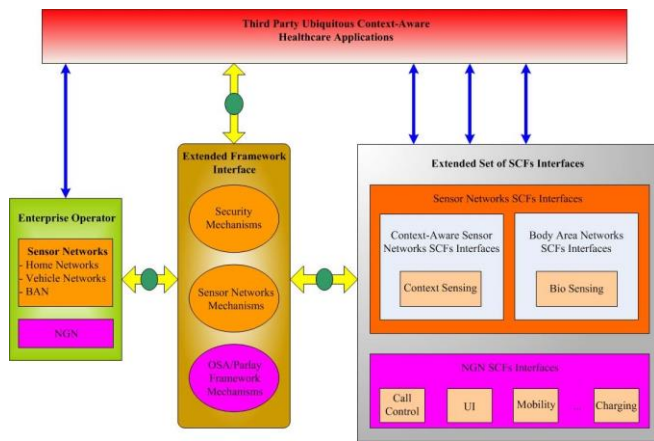 Third Party Ubiquitous Context-Aware
Healthcare Applications
Extended Framework
Interface
Security
Mechanisms
Sensor Networks
Mechanisms
OSA/Parlay
Framework
Mechanisms
Enterprise Operator
Sensor Networks
- Home Networks
- Vehicle Networks
- BAN
NGN
Extended Set of SCFs Interfaces
Sensor Networks SCFs Interfaces
Context-Aware Sensor
Networks SCFs Interfaces
Context Sensing
Body Area Networks
SCFs Interfaces
Bio Sensing
NGN SCFs Interfaces
Call
Control
UI
Mobility
...
Charging